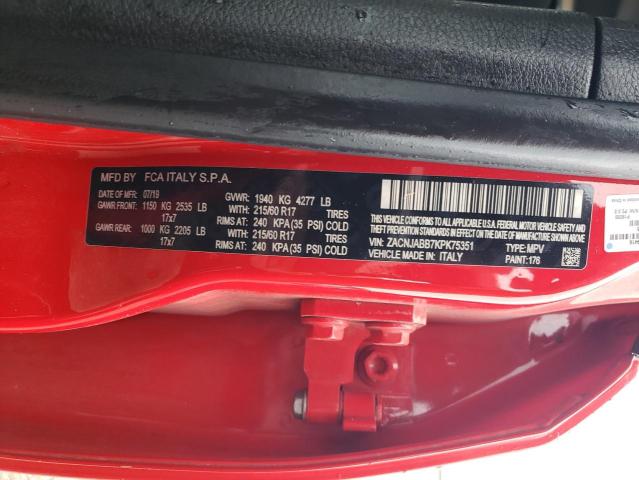 MFD BY FCA ITALY S.P.A.
DATE OF MFR: 07/19
GVWR: 1940 KG 4277 LB
GAWR FRONT: 1150 KG 2535 LB WITH 215/60 R17 TIRES
17x7 RIMS AT: 240 KPA(35 PSI) COLD
GAWR REAR: 1000 KG 2205 LB WITH 215/60 R17 TIRES
17x7 RIMS AT: 240 KPA(35 PSI) COLD
THIS VEHICLE CONFORMS TO ALL APPLICABLE
FEDERAL MOTOR VEHICLE SAFETY, BUMPER, AND
THEFT PREVENTION STANDARDS IN EFFECT ON
THE DATE OF MANUFACTURE SHOWN ABOVE.
VIN: ZACNJABB7KPK75351
TYPE: MPV
VEHICLE MADE IN: ITALY
PAINT: 176